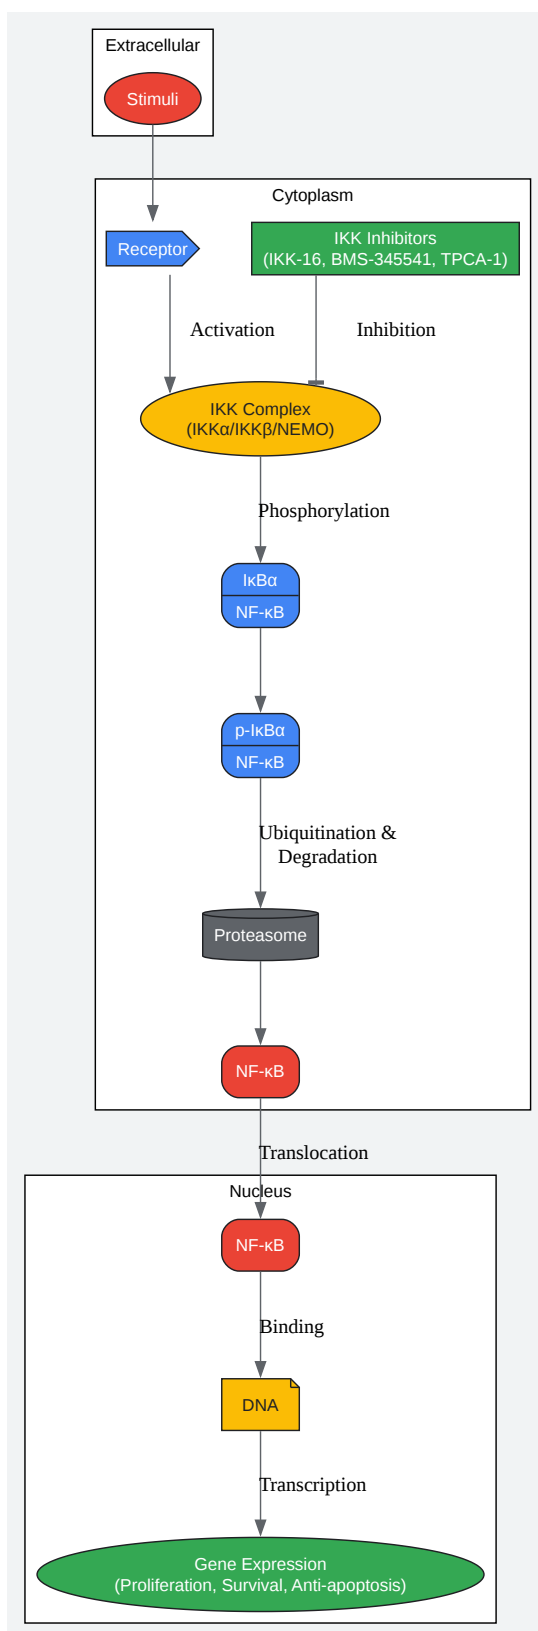 Extracellular
Stimuli
Cytoplasm
Receptor
IKK Inhibitors
(IKK-16, BMS-345541, TPCA-1)
Activation
Inhibition
IKK Complex
(IKKα/IKKβ/NEMO)
Phosphorylation
IκBα
NF-κB
p-IκBα
NF-κB
Ubiquitination &
Degradation
Proteasome
NF-κB
Translocation
Nucleus
NF-κB
Binding
DNA
Transcription
Gene Expression
(Proliferation, Survival, Anti-apoptosis)